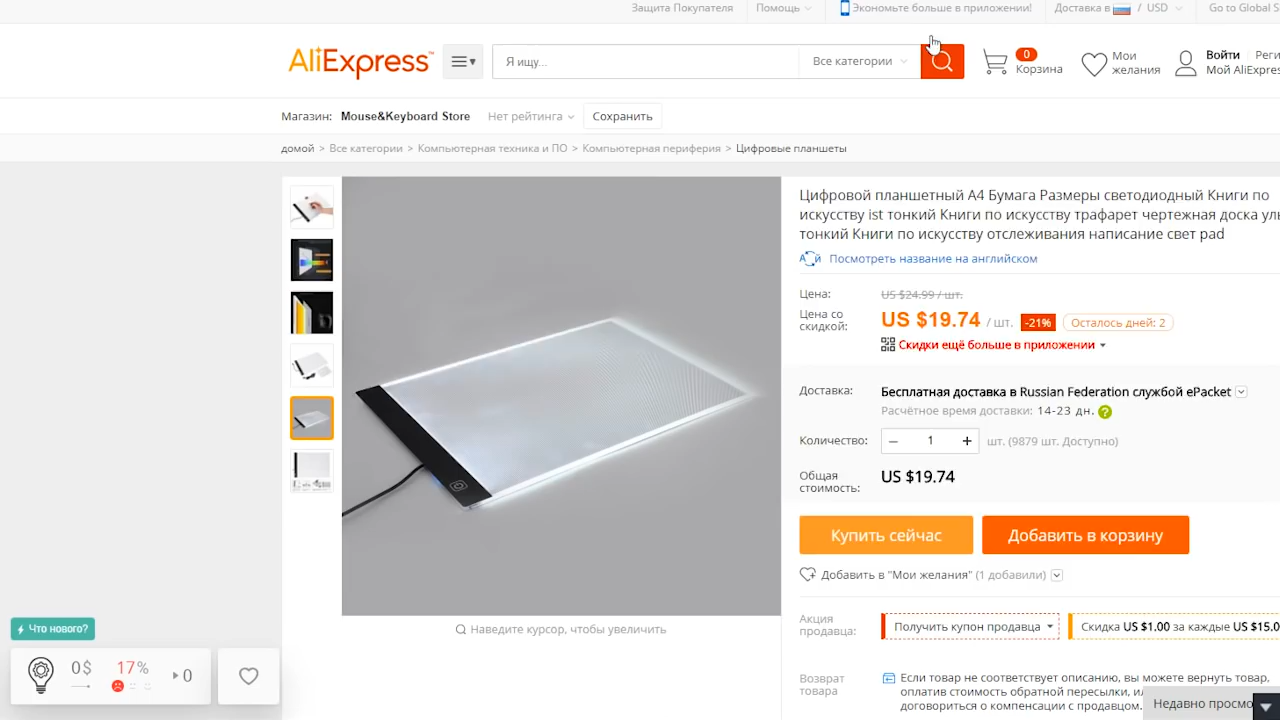 Защита Покупателя
Помощь
Экономьте больше в приложении!
Доставка в / USD
Go to Global S
AliExpress™
Я ищу...
Все категории
0
Корзина
Мои желания
Войти Реги
Мой AliExpres
Магазин: Mouse&Keyboard Store Нет рейтинга Сохранить
домой > Все категории > Компьютерная техника и ПО > Компьютерная периферия > Цифровые планшеты
Цифровой планшетный A4 Бумага Размеры светодиодный Книги по
искусству ist тонкий Книги по искусству трафарет чертежная доска уль
тонкий Книги по искусству отслеживания написание свет pad
Посмотреть название на английском
Цена: US $24.99 / шт.
Цена со скидкой: US $19.74 / шт. -21% Осталось дней: 2
Скидки ещё больше в приложении
Доставка: Бесплатная доставка в Russian Federation службой ePacket
Расчётное время доставки: 14-23 дн. ?
Количество: – 1 + шт. (9879 шт. Доступно)
Общая стоимость: US $19.74
Купить сейчас
Добавить в корзину
Добавить в "Мои желания" (1 добавили)
Акция продавца: Получить купон продавца Скидка US $1.00 за каждые US $15.0
Возврат товара
Если товар не соответствует описанию, вы можете вернуть товар,
оплатив стоимость обратной пересылки, или
договориться о компенсации с продавцом.
Наведите курсор, чтобы увеличить
Что нового?
0$ 17% 0
Недавно просмо